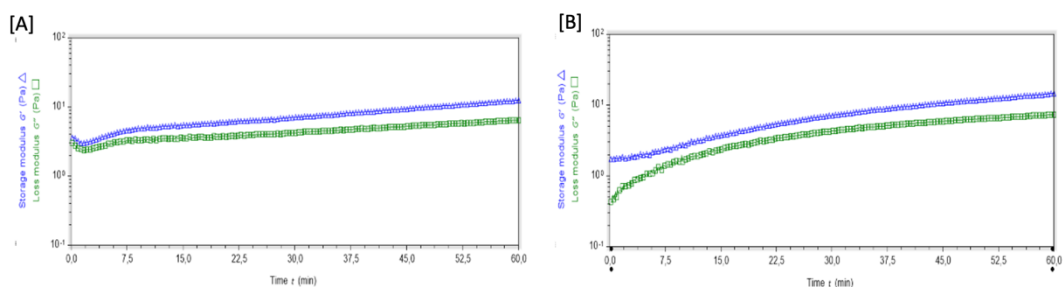 [A]
10²
10¹
10⁰
10⁻¹
Storage modulus G' (Pa) △
Loss modulus G'' (Pa) □
0,0 7,5 15,0 22,5 30,0 37,5 45,0 52,5 60,0
Time t (min)
[B]
10²
10¹
10⁰
10⁻¹
Storage modulus G' (Pa) △
Loss modulus G'' (Pa) □
0,0 7,5 15,0 22,5 30,0 37,5 45,0 52,5 60,0
Time t (min)